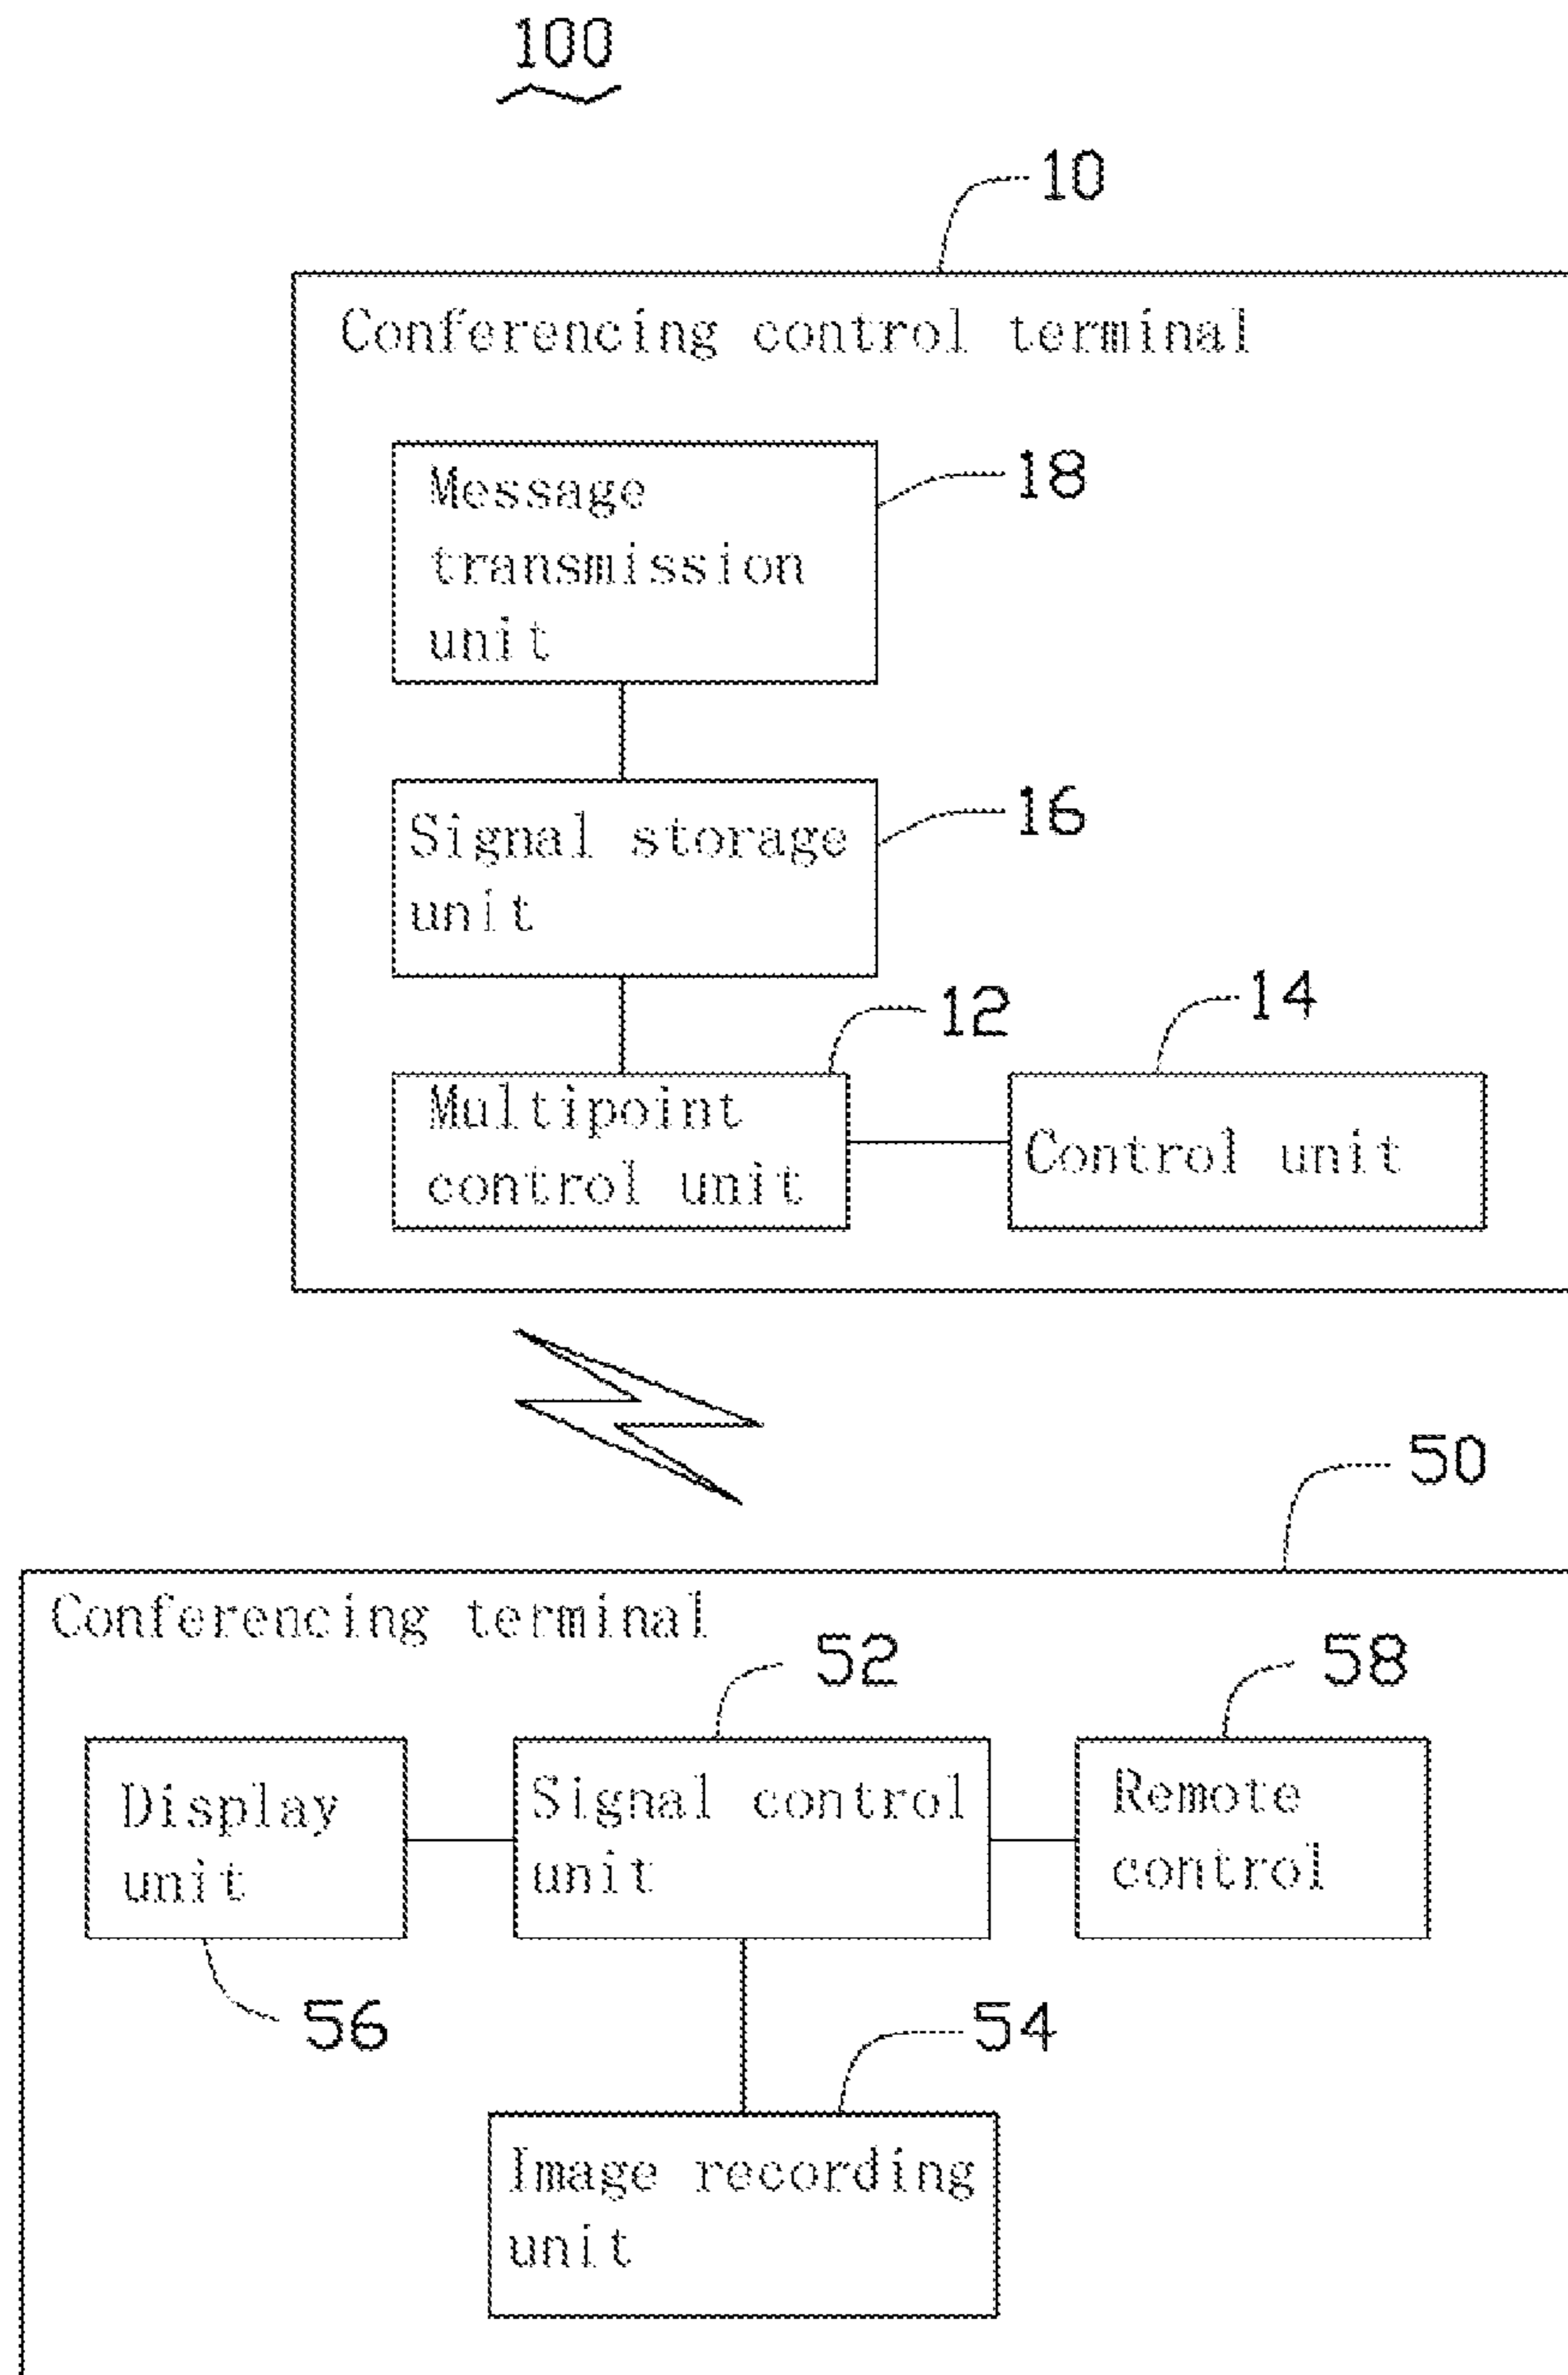 100
10
Conferencing control terminal
Message
transmission
unit
18
Signal storage
unit
16
12
14
Multipoint
control unit
Control unit
50
Conferencing terminal
52
58
Display
unit
Signal control
unit
Remote
control
56
54
Image recording
unit